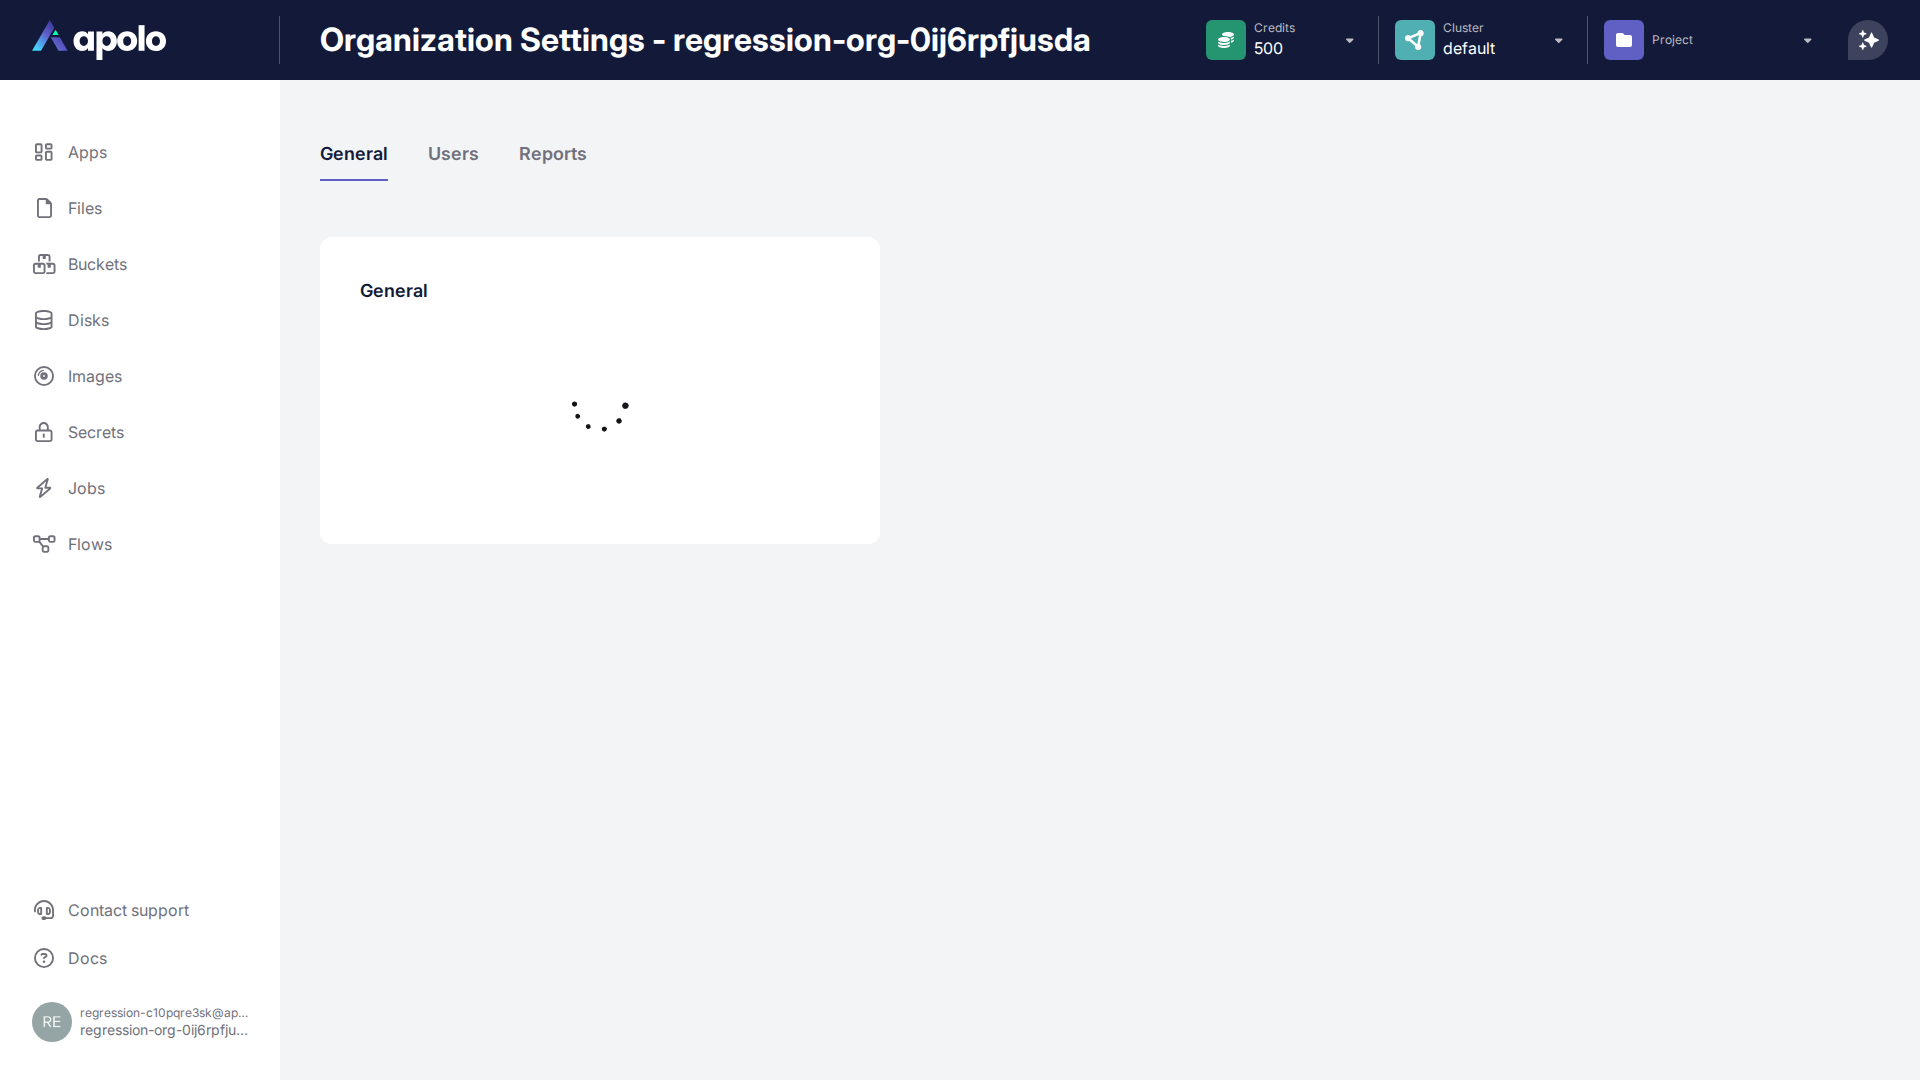 apolo
Organization Settings - regression-org-0ij6rpfjusda
Credits
500
Cluster
default
Project
Apps
Files
Buckets
Disks
Images
Secrets
Jobs
Flows
General
Users
Reports
General
Contact support
Docs
RE
regression-c10pqre3sk@ap...
regression-org-0ij6rpfju...